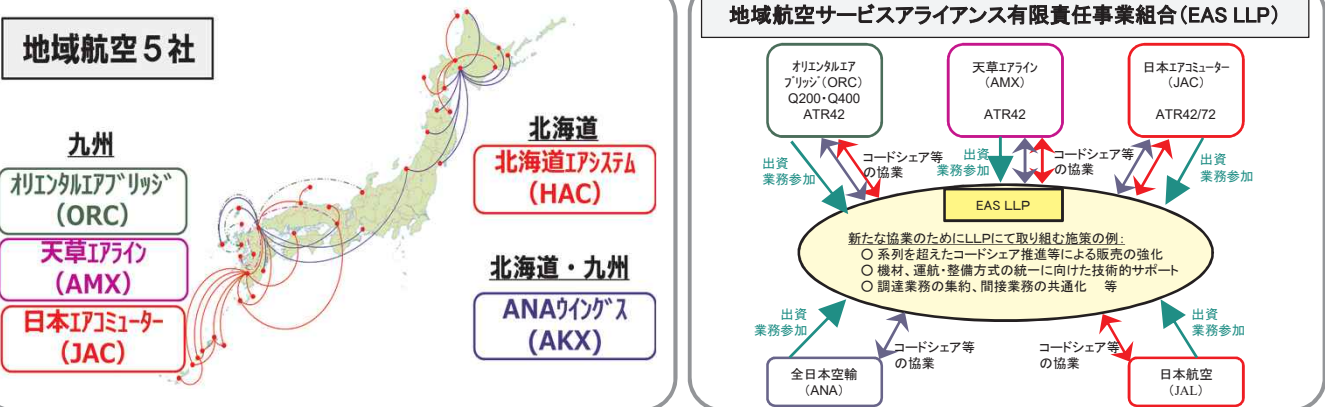 地域航空５社
九州
オリエンタルエアブリッジ
(ORC)
天草エアライン
(AMX)
日本エアコミューター
(JAC)
北海道
北海道エアシステム
(HAC)
北海道・九州
ANAウイングス
(AKX)
地域航空サービスアライアンス有限責任事業組合(EAS LLP)
オリエンタルエア
ブリッジ(ORC)
Q200・Q400
ATR42
天草エアライン
(AMX)
ATR42
日本エアコミューター
(JAC)
ATR42/72
出資
業務参加
コードシェア等
の協業
出資
業務参加
コードシェア等
の協業
出資
業務参加
EAS LLP
新たな協業のためにLLPにて取り組む施策の例:
○ 系列を超えたコードシェア推進等による販売の強化
○ 機材、運航・整備方式の統一に向けた技術的サポート
○ 調達業務の集約、間接業務の共通化 等
出資
業務参加
コードシェア等
の協業
コードシェア等
の協業
出資
業務参加
全日本空輸
(ANA)
日本航空
(JAL)